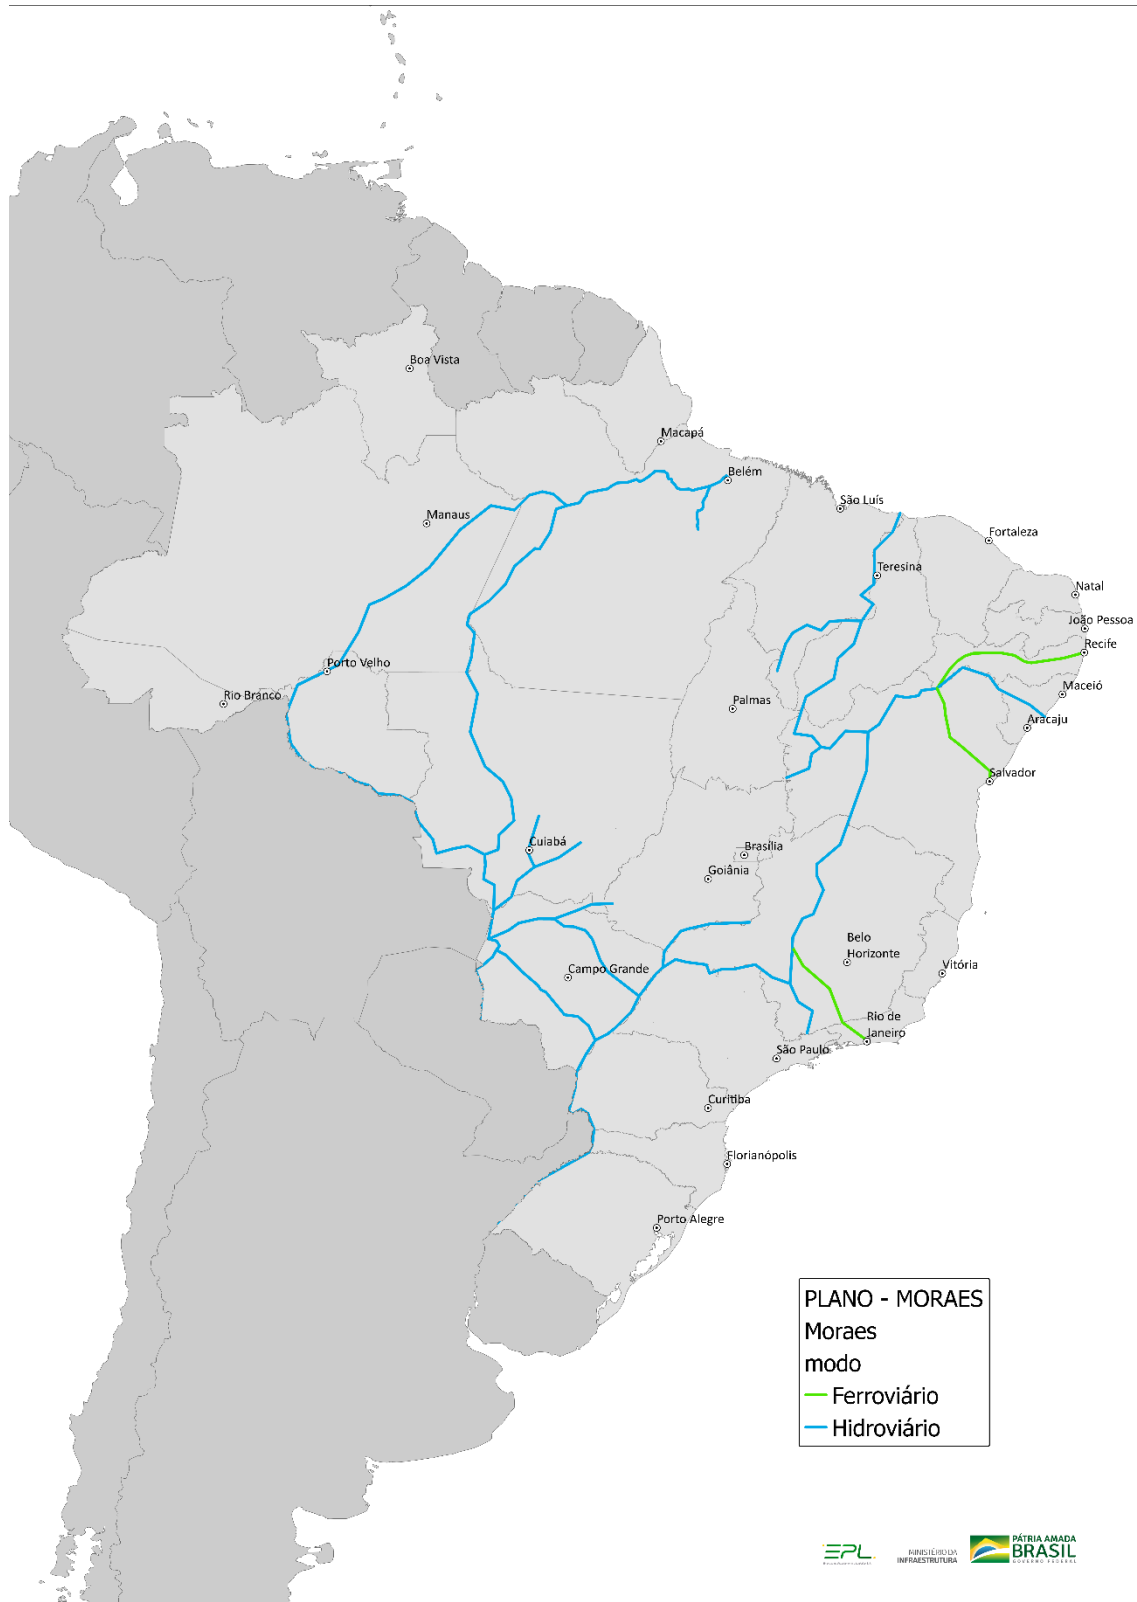 Boa Vista
Macapá
Belém
São Luís
Manaus
Fortaleza
Teresina
Natal
João Pessoa
Recife
Porto Velho
Rio Branco
Palmas
Maceió
Aracaju
Salvador
Cuiabá
Brasília
Goiânia
Belo
Horizonte
Vitória
Campo Grande
Rio de
Janeiro
São Paulo
Curitiba
Florianópolis
Porto Alegre
PLANO - MORAES
Moraes
modo
Ferroviário
Hidroviário
EPL
MINISTÉRIO DA
INFRAESTRUTURA
PÁTRIA AMADA
BRASIL
GOVERNO FEDERAL